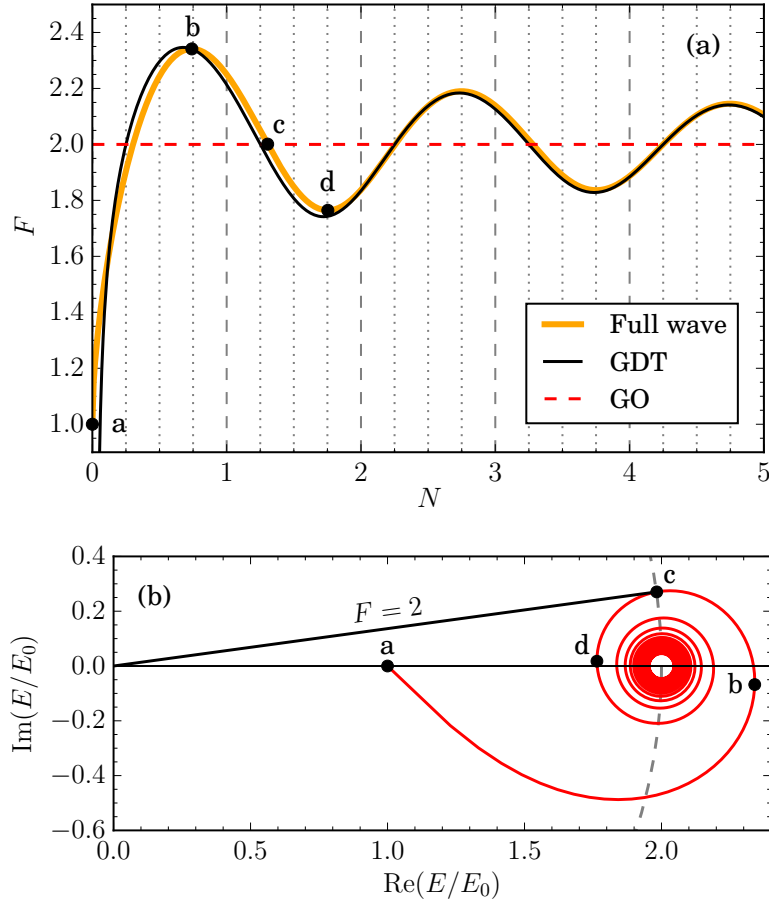 (a)
b
2.4
2.2
c
2.0
d
1.8
F
1.6
1.4
Full wave
GDT
1.2
GO
1.0
a
0 1 2 3 4 5
N
0.4
(b)
c
F = 2
0.2
a
d
0.0
b
−0.2
Im(E/E₀)
−0.4
−0.6
0.0 0.5 1.0 1.5 2.0
Re(E/E₀)